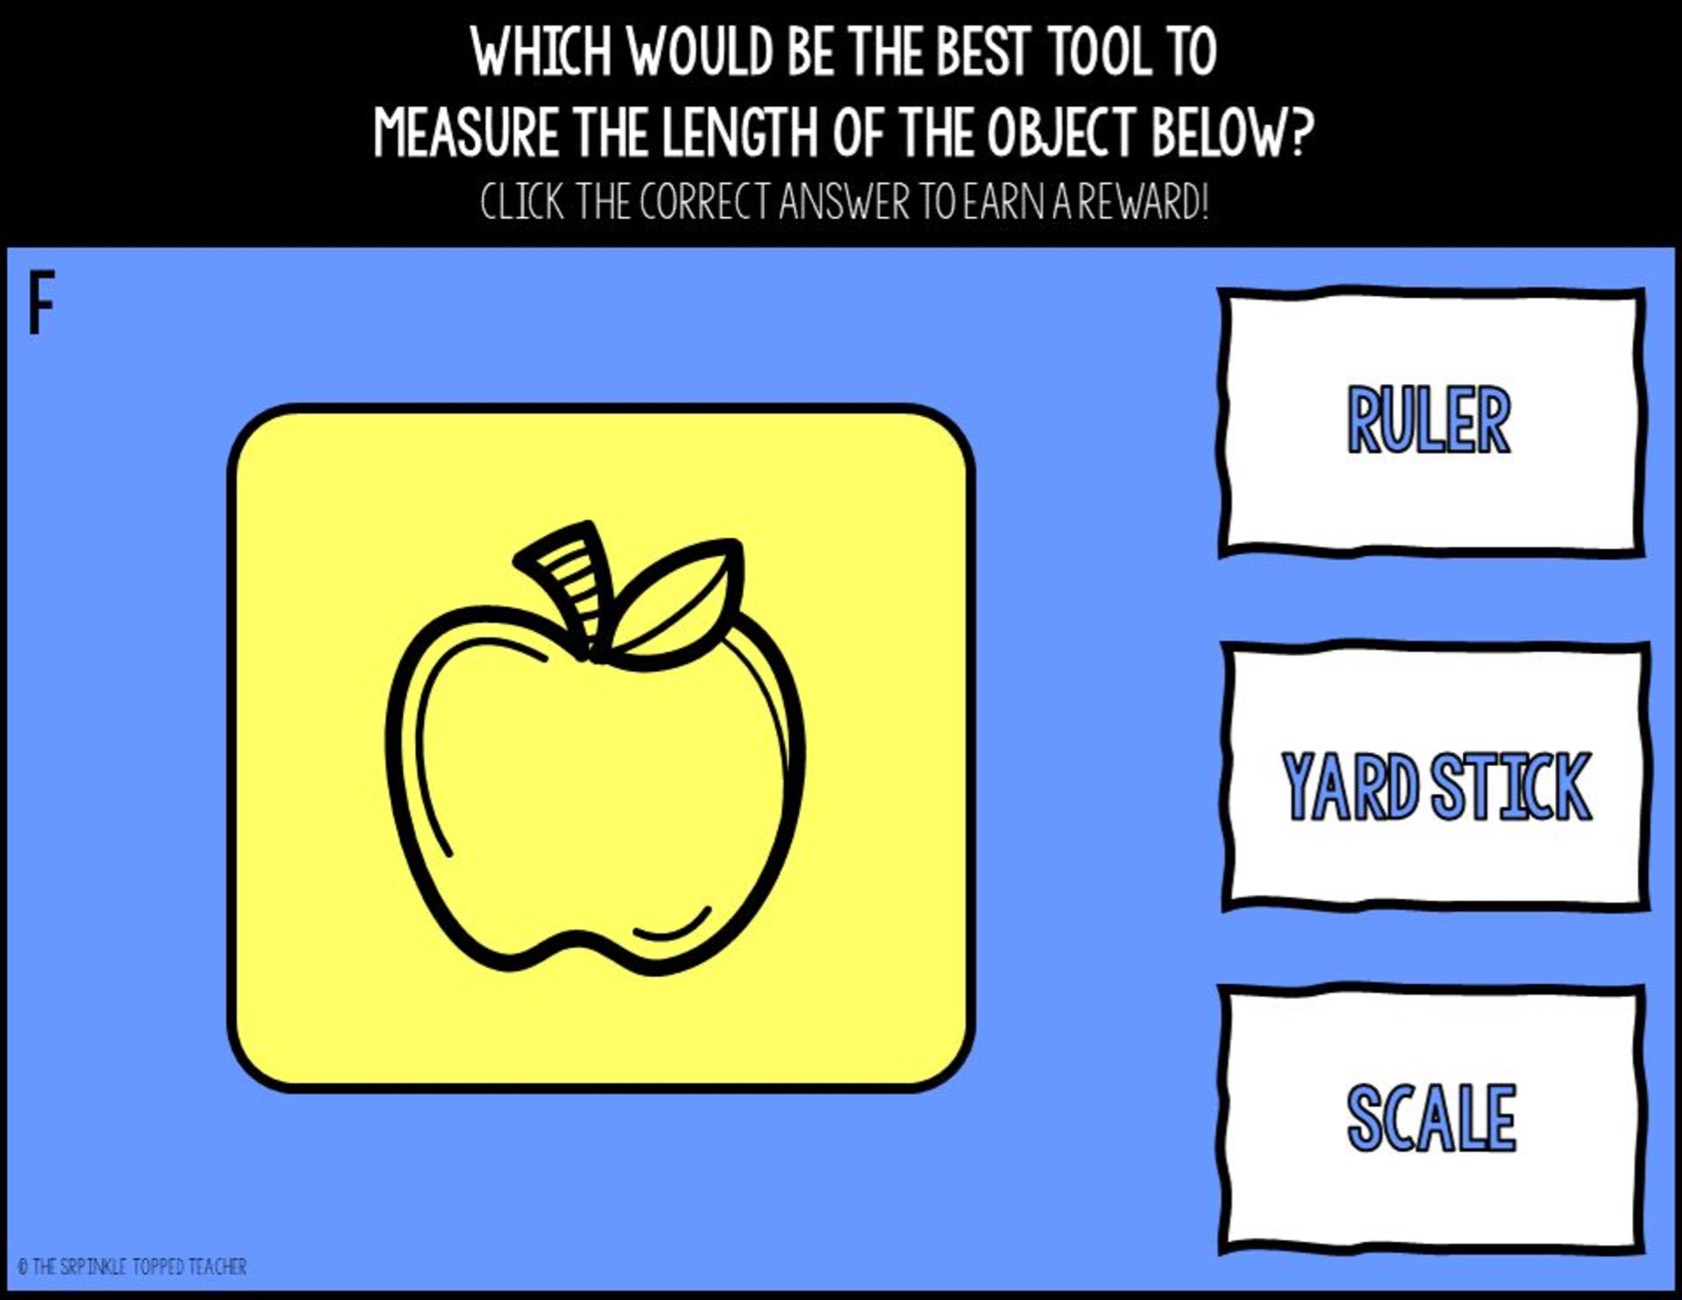 WHICH WOULD BE THE BEST TOOL TO
MEASURE THE LENGTH OF THE OBJECT BELOW?
CLICK THE CORRECT ANSWER TO EARN A REWARD!
F
RULER
YARD STICK
SCALE
© THE SRPINKLE TOPPED TEACHER